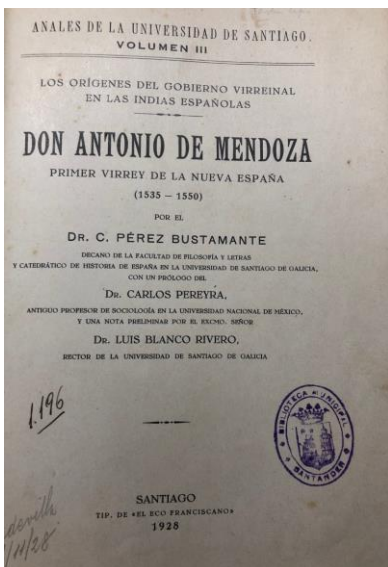 ANALES DE LA UNIVERSIDAD DE SANTIAGO.
VOLUMEN III
LOS ORÍGENES DEL GOBIERNO VIRREINAL
EN LAS INDIAS ESPAÑOLAS
DON ANTONIO DE MENDOZA
PRIMER VIRREY DE LA NUEVA ESPAÑA
(1535 — 1550)
POR EL
DR. C. PÉREZ BUSTAMANTE
DECANO DE LA FACULTAD DE FILOSOFÍA Y LETRAS
Y CATEDRÁTICO DE HISTORIA DE ESPAÑA EN LA UNIVERSIDAD DE SANTIAGO DE GALICIA,
CON UN PRÓLOGO DEL
DR. CARLOS PEREYRA,
ANTIGUO PROFESOR DE SOCIOLOGÍA EN LA UNIVERSIDAD NACIONAL DE MÉXICO,
Y UNA NOTA PRELIMINAR POR EL EXCMO. SEÑOR
DR. LUIS BLANCO RIVERO,
RECTOR DE LA UNIVERSIDAD DE SANTIAGO DE GALICIA
1.196
BIBLIOTECA MUNICIPAL
SANTANDER
SANTIAGO
TIP. DE «EL ECO FRANCISCANO»
1928